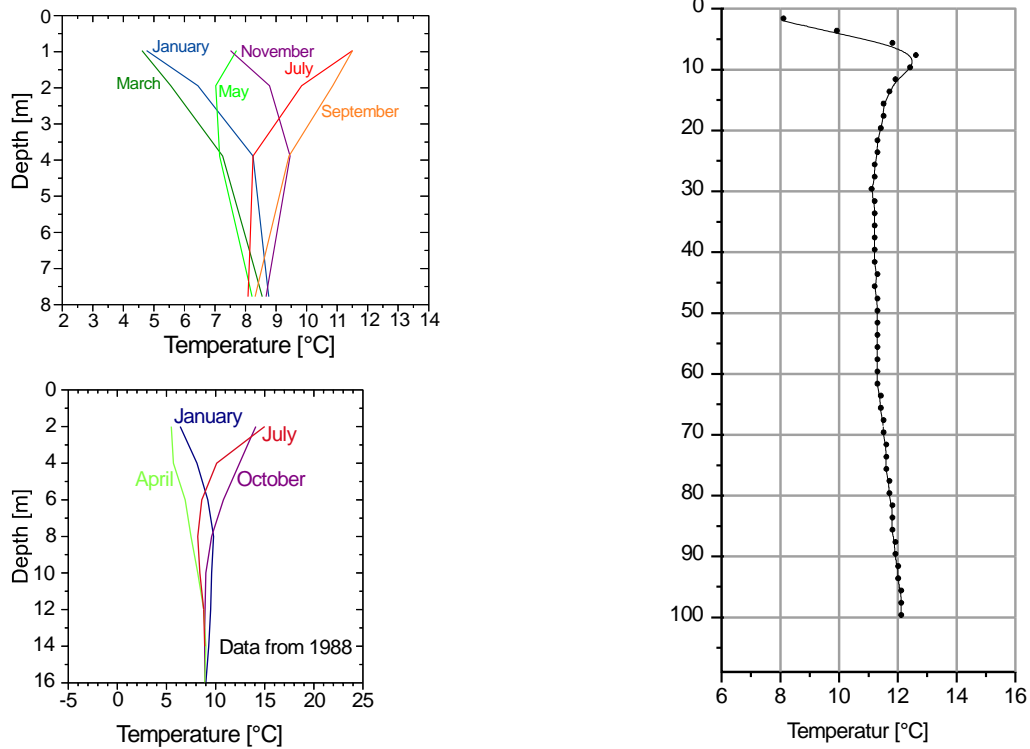 0
1
2
3
4
5
6
7
8
Depth [m]
January
November
July
March
May
September
2 3 4 5 6 7 8 9 10 11 12 13 14
Temperature [°C]
0
2
4
6
8
10
12
14
16
Depth [m]
January
July
April
October
Data from 1988
-5 0 5 10 15 20 25
Temperature [°C]
0
10
20
30
40
50
60
70
80
90
100
6 8 10 12 14 16
Temperatur [°C]